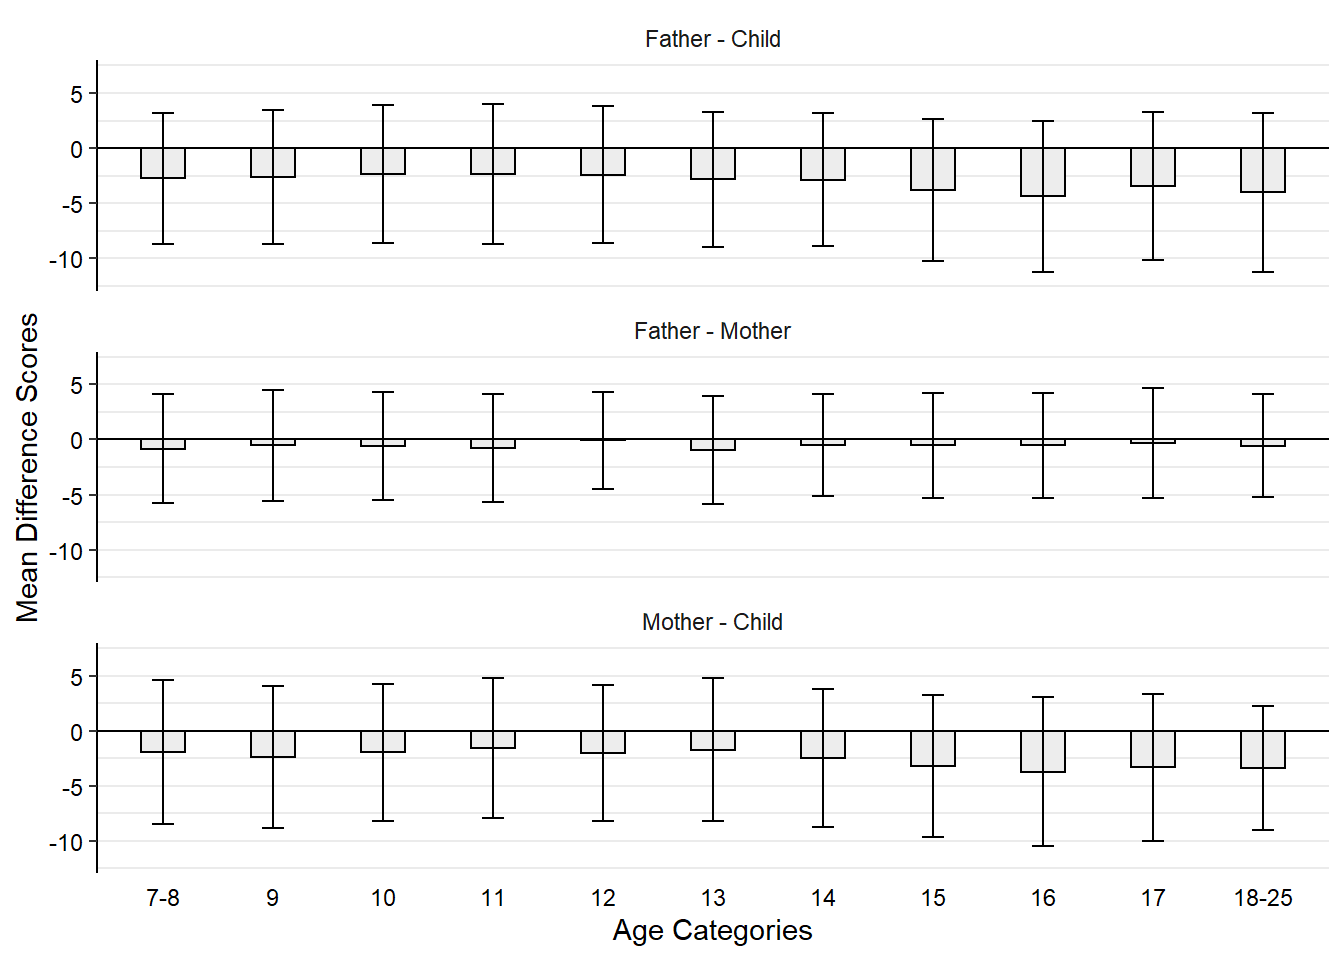 Father - Child
5
0
-5
-10
Father - Mother
5
0
-5
-10
Mother - Child
5
0
-5
-10
Mean Difference Scores
7-8 9 10 11 12 13 14 15 16 17 18-25
Age Categories